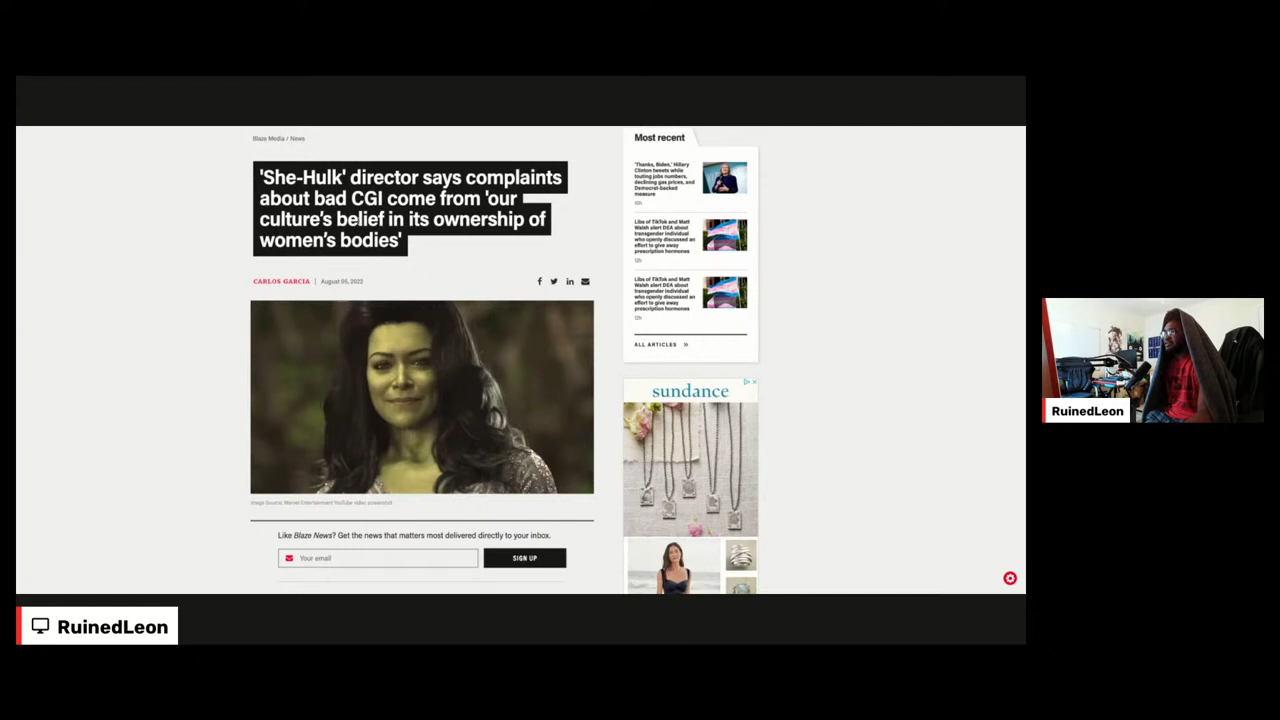 Blaze Media / News
'She-Hulk' director says complaints
about bad CGI come from 'our
culture's belief in its ownership of
women's bodies'
CARLOS GARCIA | August 05, 2022
Image Source: Marvel Entertainment YouTube video screenshot
Like Blaze News? Get the news that matters most delivered directly to your inbox.
Your email
SIGN UP
Most recent
'Thanks, Biden,' Hillary
Clinton tweets while
touting jobs numbers,
declining gas prices, and
Democrat-backed
measure
10h
Libs of TikTok and Matt
Walsh alert DEA about
transgender individual
who openly discussed an
effort to give away
prescription hormones
12h
Libs of TikTok and Matt
Walsh alert DEA about
transgender individual
who openly discussed an
effort to give away
prescription hormones
12h
ALL ARTICLES »
sundance
RuinedLeon
RuinedLeon